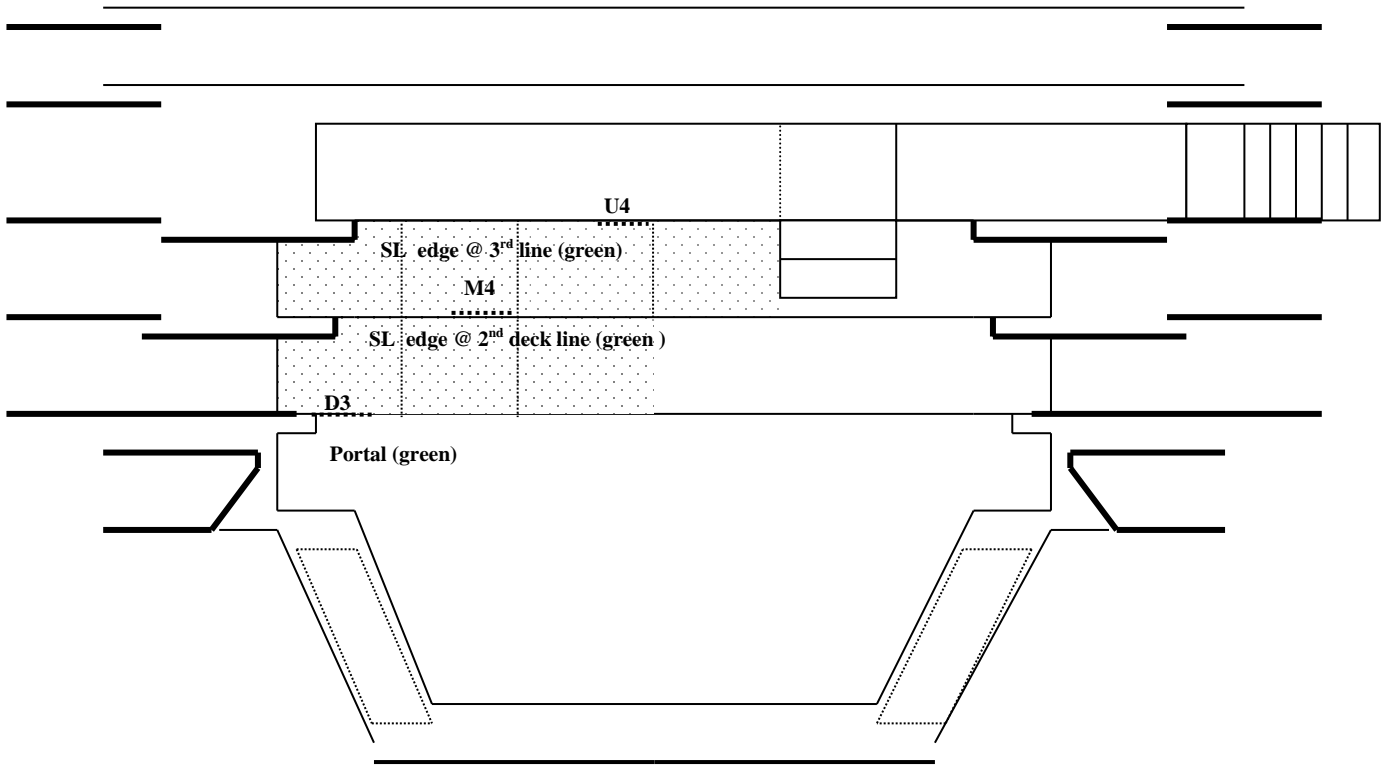 U4
SL edge @ 3rd line (green)
M4
SL edge @ 2nd deck line (green )
D3
Portal (green)